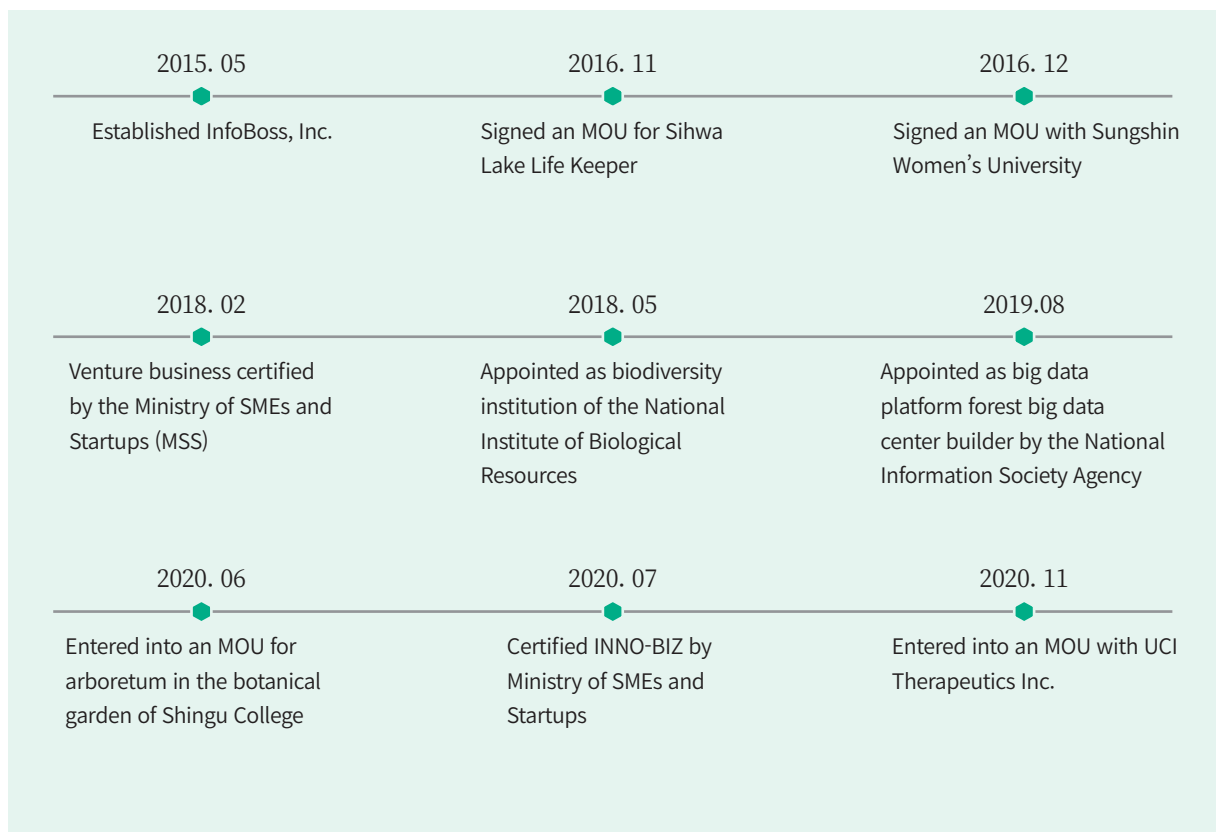 2015. 05
Established InfoBoss, Inc.
2016. 11
Signed an MOU for Sihwa
Lake Life Keeper
2016. 12
Signed an MOU with Sungshin
Women’s University
2018. 02
Venture business certified
by the Ministry of SMEs and
Startups (MSS)
2018. 05
Appointed as biodiversity
institution of the National
Institute of Biological
Resources
2019.08
Appointed as big data
platform forest big data
center builder by the National
Information Society Agency
2020. 06
Entered into an MOU for
arboretum in the botanical
garden of Shingu College
2020. 07
Certified INNO-BIZ by
Ministry of SMEs and
Startups
2020. 11
Entered into an MOU with UCI
Therapeutics Inc.